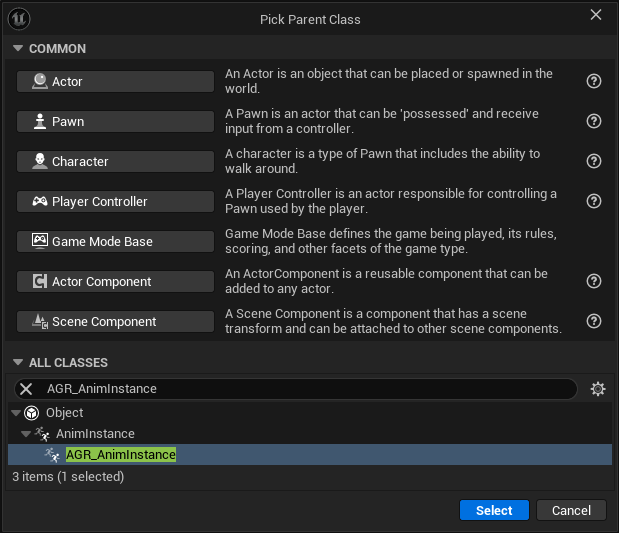 Pick Parent Class
COMMON
Actor
An Actor is an object that can be placed or spawned in the
world.
Pawn
A Pawn is an actor that can be 'possessed' and receive
input from a controller.
Character
A character is a type of Pawn that includes the ability to
walk around.
Player Controller
A Player Controller is an actor responsible for controlling a
Pawn used by the player.
Game Mode Base
Game Mode Base defines the game being played, its rules,
scoring, and other facets of the game type.
Actor Component
An ActorComponent is a reusable component that can be
added to any actor.
Scene Component
A Scene Component is a component that has a scene
transform and can be attached to other scene components.
ALL CLASSES
AGR_AnimInstance
Object
AnimInstance
AGR_AnimInstance
3 items (1 selected)
Select
Cancel